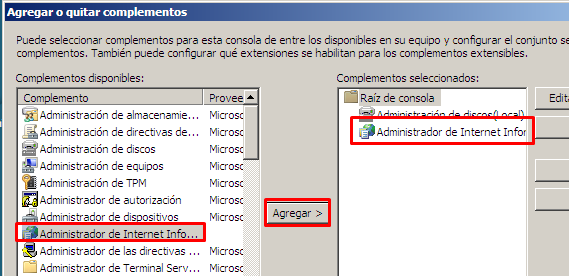 Agregar o quitar complementos
Puede seleccionar complementos para esta consola de entre los disponibles en su equipo y configurar el conjunto se
complementos. También puede configurar qué extensiones se habilitan para los complementos extensibles.
Complementos disponibles:
Complemento Provee
Administración de almacenamie... Microso
Administración de directivas de... Microso
Administración de discos Microso
Administración de equipos Microso
Administración de TPM Microso
Administrador de autorización Microso
Administrador de dispositivos Microso
Administrador de Internet Info...
Administrador de las directivas ... Microso
Administrador de Terminal Serv... Microso
Agregar >
Complementos seleccionados:
Raíz de consola
Administración de discos(Local)
Administrador de Internet Infor
Edita